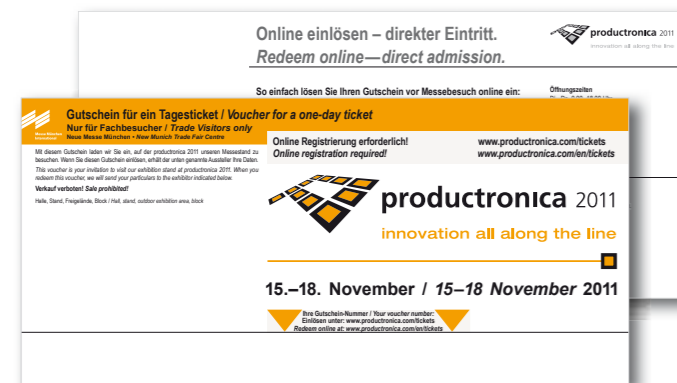 Online einlösen – direkter Eintritt.
Redeem online—direct admission.
productronica 2011
innovation all along the line
So einfach lösen Sie Ihren Gutschein vor Messebesuch online ein:
Öffnungszeiten
Gutschein für ein Tagesticket / Voucher for a one-day ticket
Nur für Fachbesucher / Trade Visitors only
Neue Messe München • New Munich Trade Fair Centre
Messe München
International
Mit diesem Gutschein laden wir Sie ein, auf der productronica 2011 unseren Messestand zu
besuchen. Wenn Sie diesen Gutschein einlösen, erhält der unten genannte Aussteller Ihre Daten.
This voucher is your invitation to visit our exhibition stand at productronica 2011. When you
redeem this voucher, we will send your particulars to the exhibitor indicated below.
Verkauf verboten! Sale prohibited!
Halle, Stand, Freigelände, Block / Hall, stand, outdoor exhibition area, block
Online Registrierung erforderlich! www.productronica.com/tickets
Online registration required! www.productronica.com/en/tickets
productronica 2011
innovation all along the line
15.–18. November / 15–18 November 2011
Ihre Gutschein-Nummer / Your voucher number:
Einlösen unter: www.productronica.com/tickets
Redeem online at: www.productronica.com/en/tickets